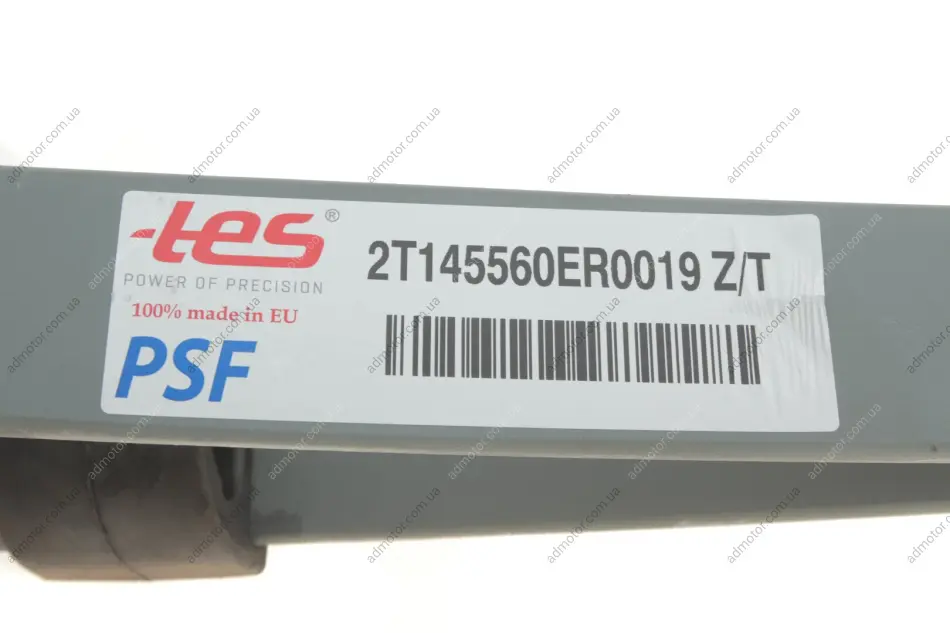 tes®
POWER OF PRECISION
100% made in EU
PSF
2T145560ER0019 Z/T
admotor.com.ua